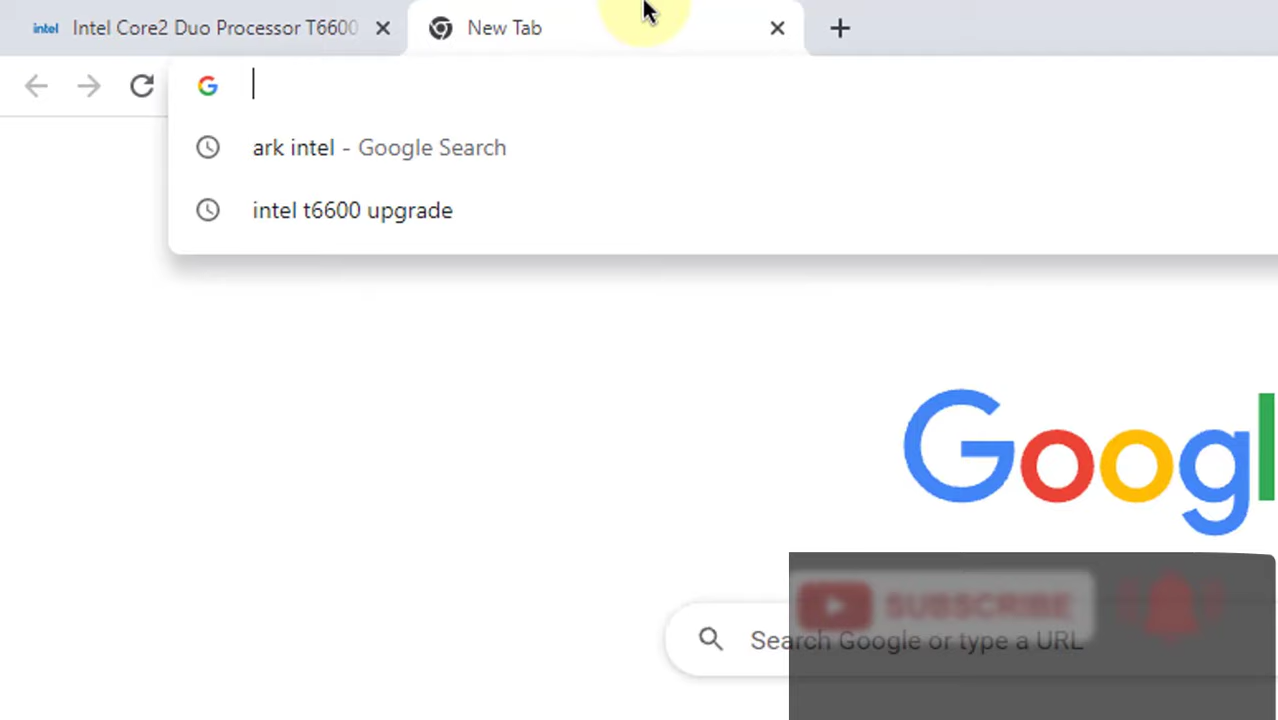 intel Intel Core2 Duo Processor T6600
New Tab
ark intel - Google Search
intel t6600 upgrade
Googl
SUBSCRIBE
Search Google or type a URL